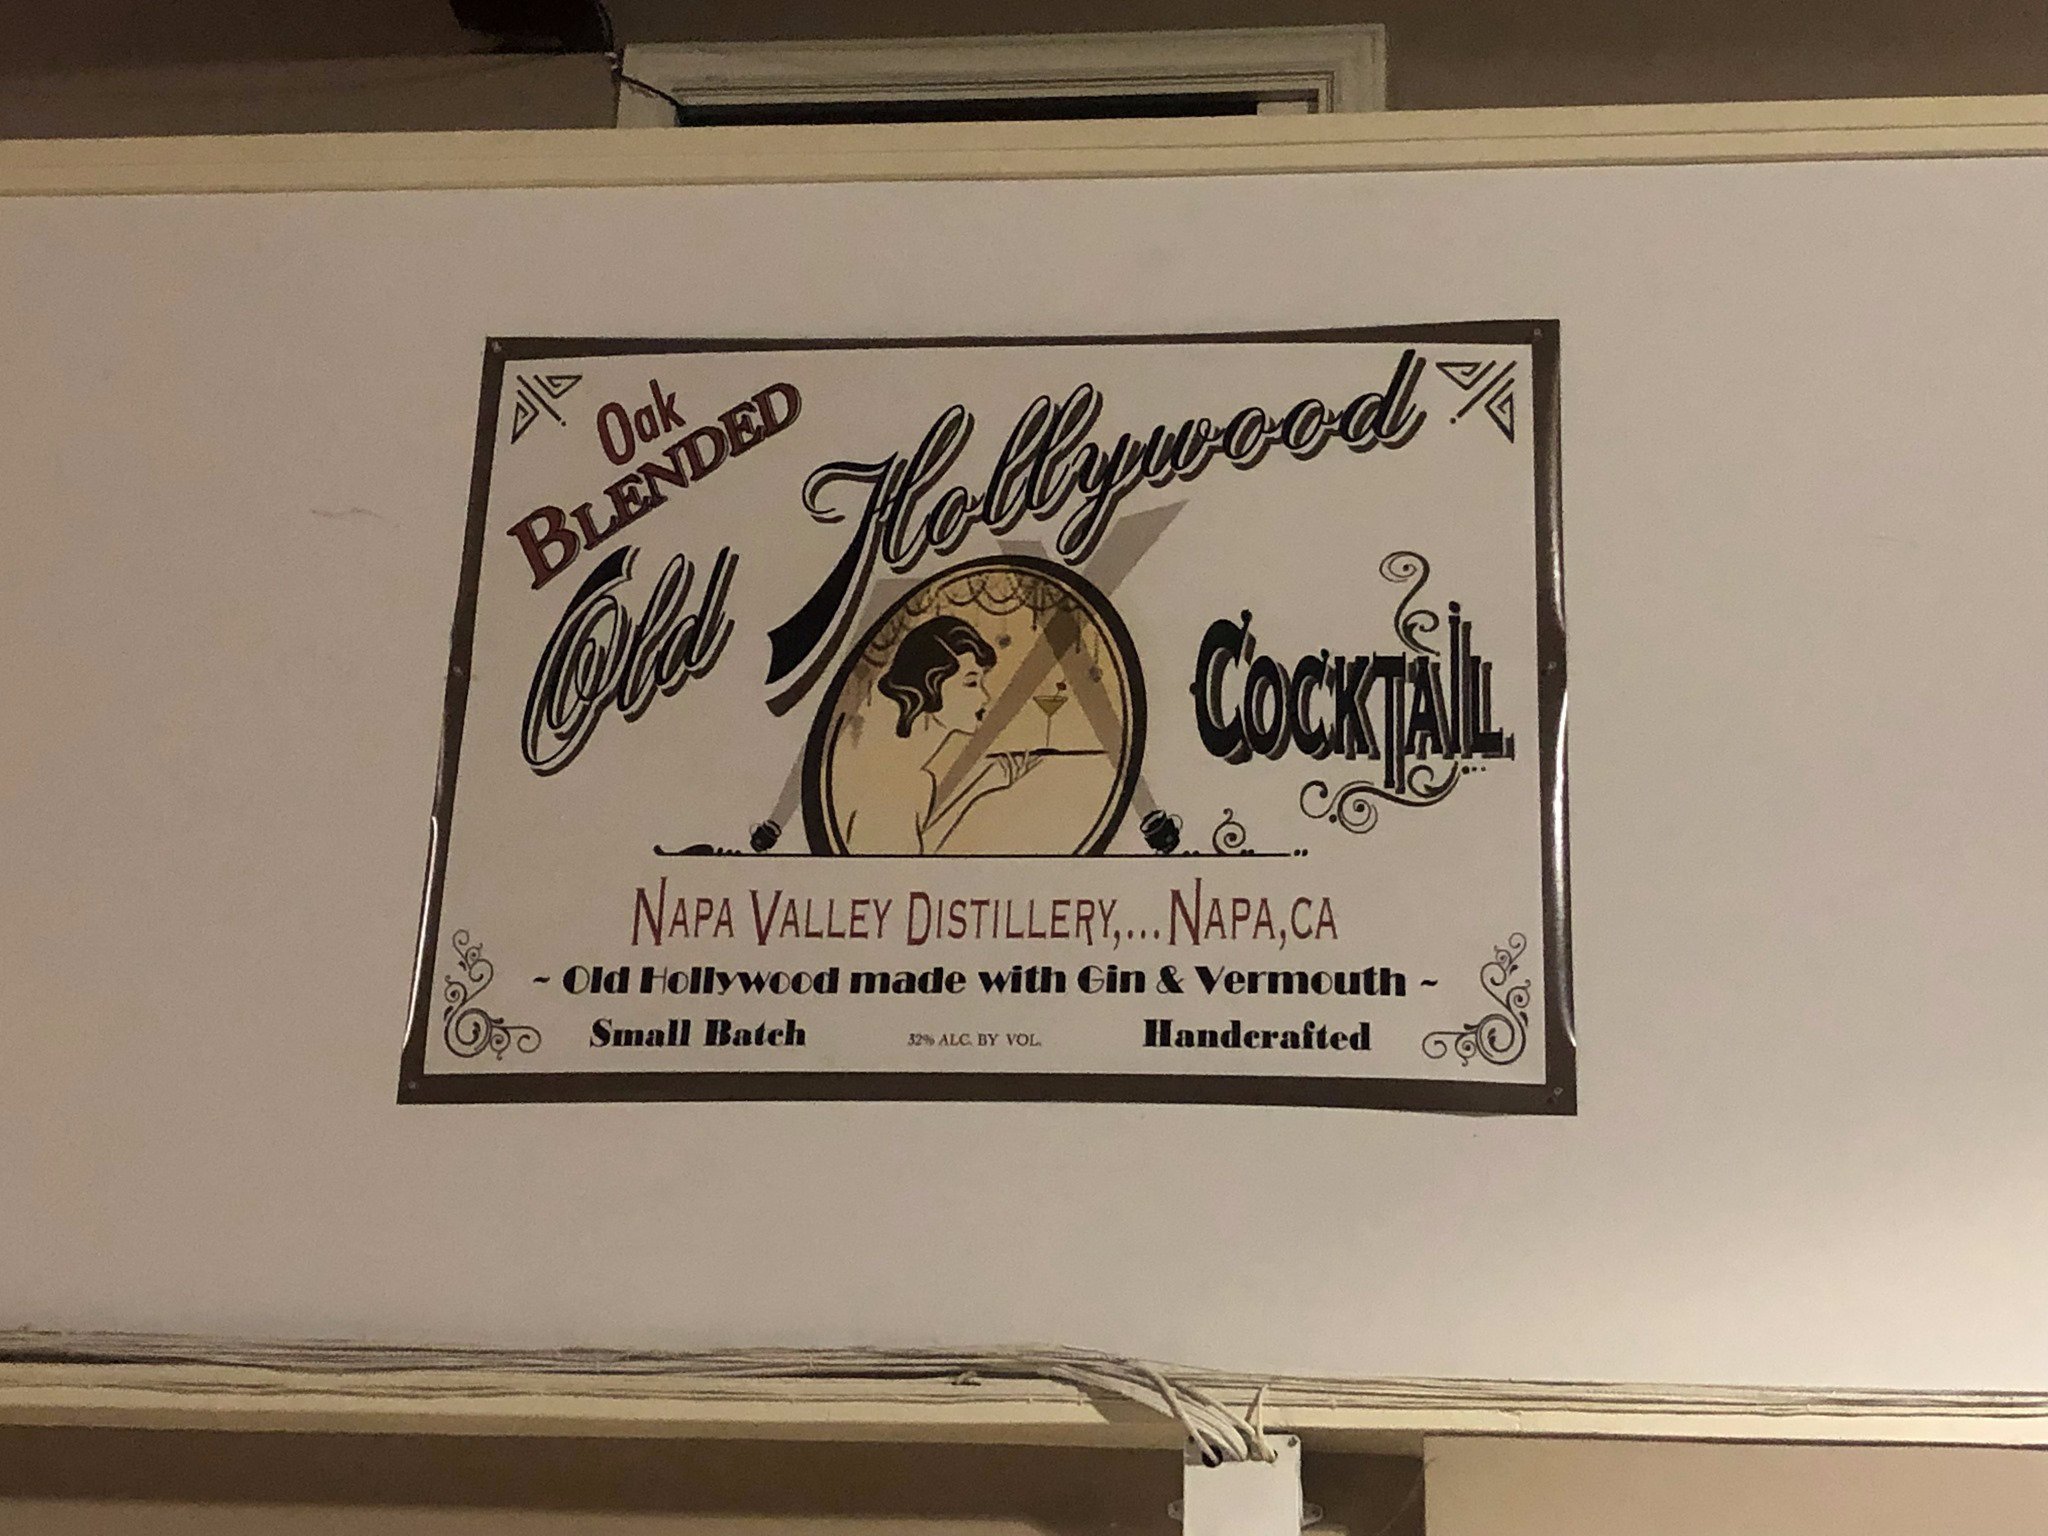 Oak
BLENDED
Old Hollywood
COCKTAIL
NAPA VALLEY DISTILLERY,...NAPA,CA
~ Old Hollywood made with Gin & Vermouth ~
Small Batch 32% ALC. BY VOL. Handcrafted